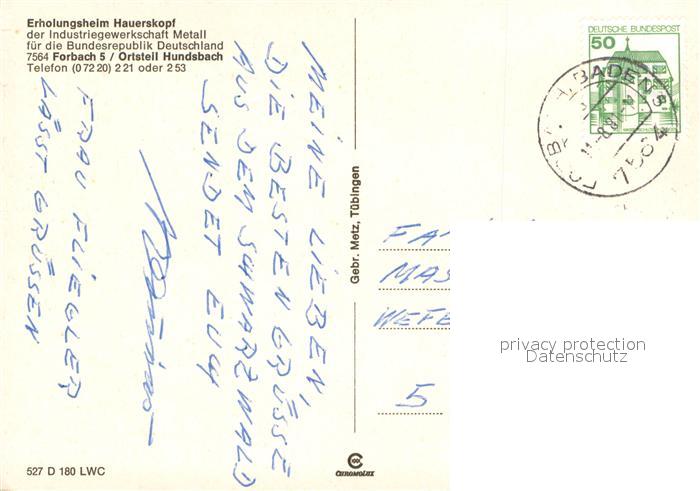 Erholungsheim Hauerskopf
der Industriegewerkschaft Metall
für die Bundesrepublik Deutschland
7564 Forbach 5 / Ortsteil Hundsbach
Telefon (07220) 221 oder 253
MEINE LIEBEN,
DIE BESTEN GRÜSSE
AUS DEM SCHWARZWALD
SENDET EUCH
FRAU FLIEGLER
LÄSST GRÜSSEN
Gebr. Metz, Tübingen
DEUTSCHE BUNDESPOST
50
BADEN
7564
FA
MAS
WEFE
5
privacy protection
Datenschutz
527 D 180 LWC
CHROMOLUX